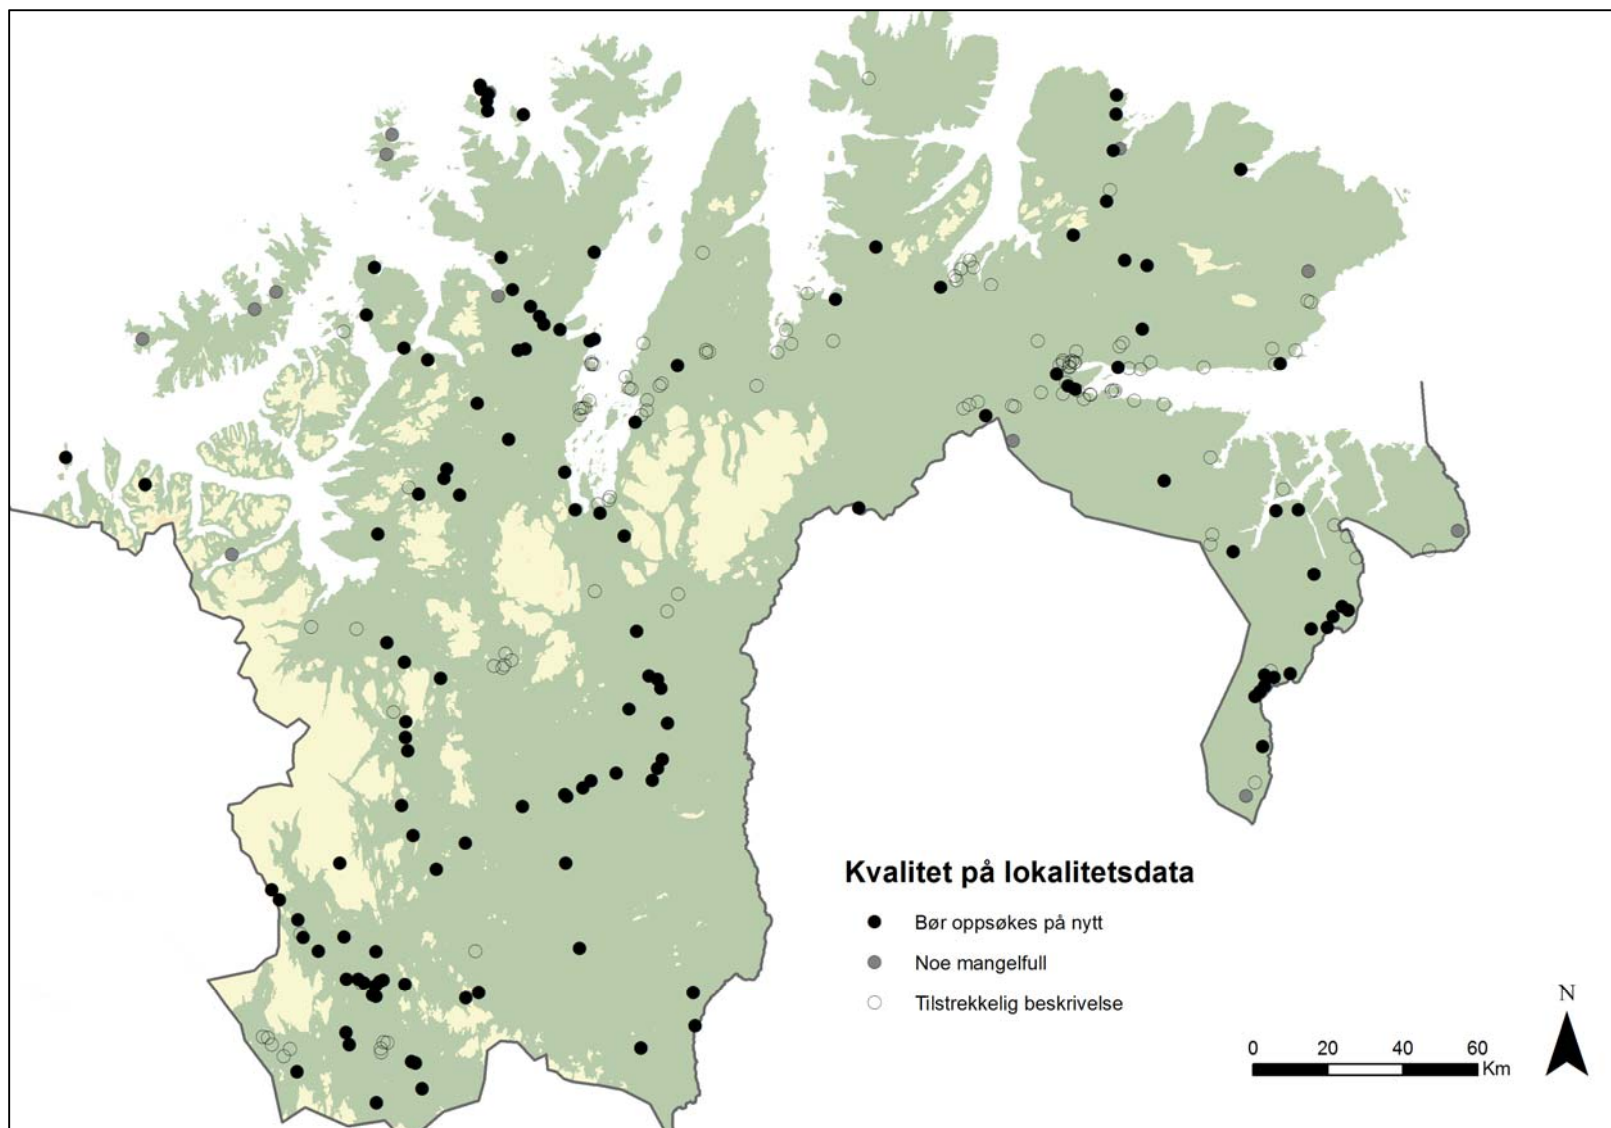 Kvalitet på lokalitetsdata
Bør oppsøkes på nytt
Noe mangelfull
Tilstrekkelig beskrivelse
N
0 20 40 60
Km